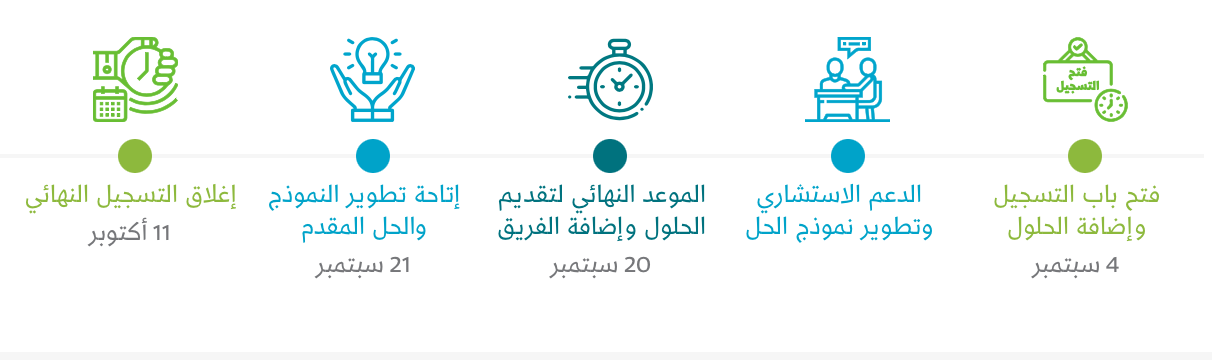 فتح
التسجيل
فتح باب التسجيل
وإضافة الحلول
4 سبتمبر
الدعم الاستشاري
وتطوير نموذج الحل
الموعد النهائي لتقديم
الحلول وإضافة الفريق
20 سبتمبر
إتاحة تطوير النموذج
والحل المقدم
21 سبتمبر
إغلاق التسجيل النهائي
11 أكتوبر